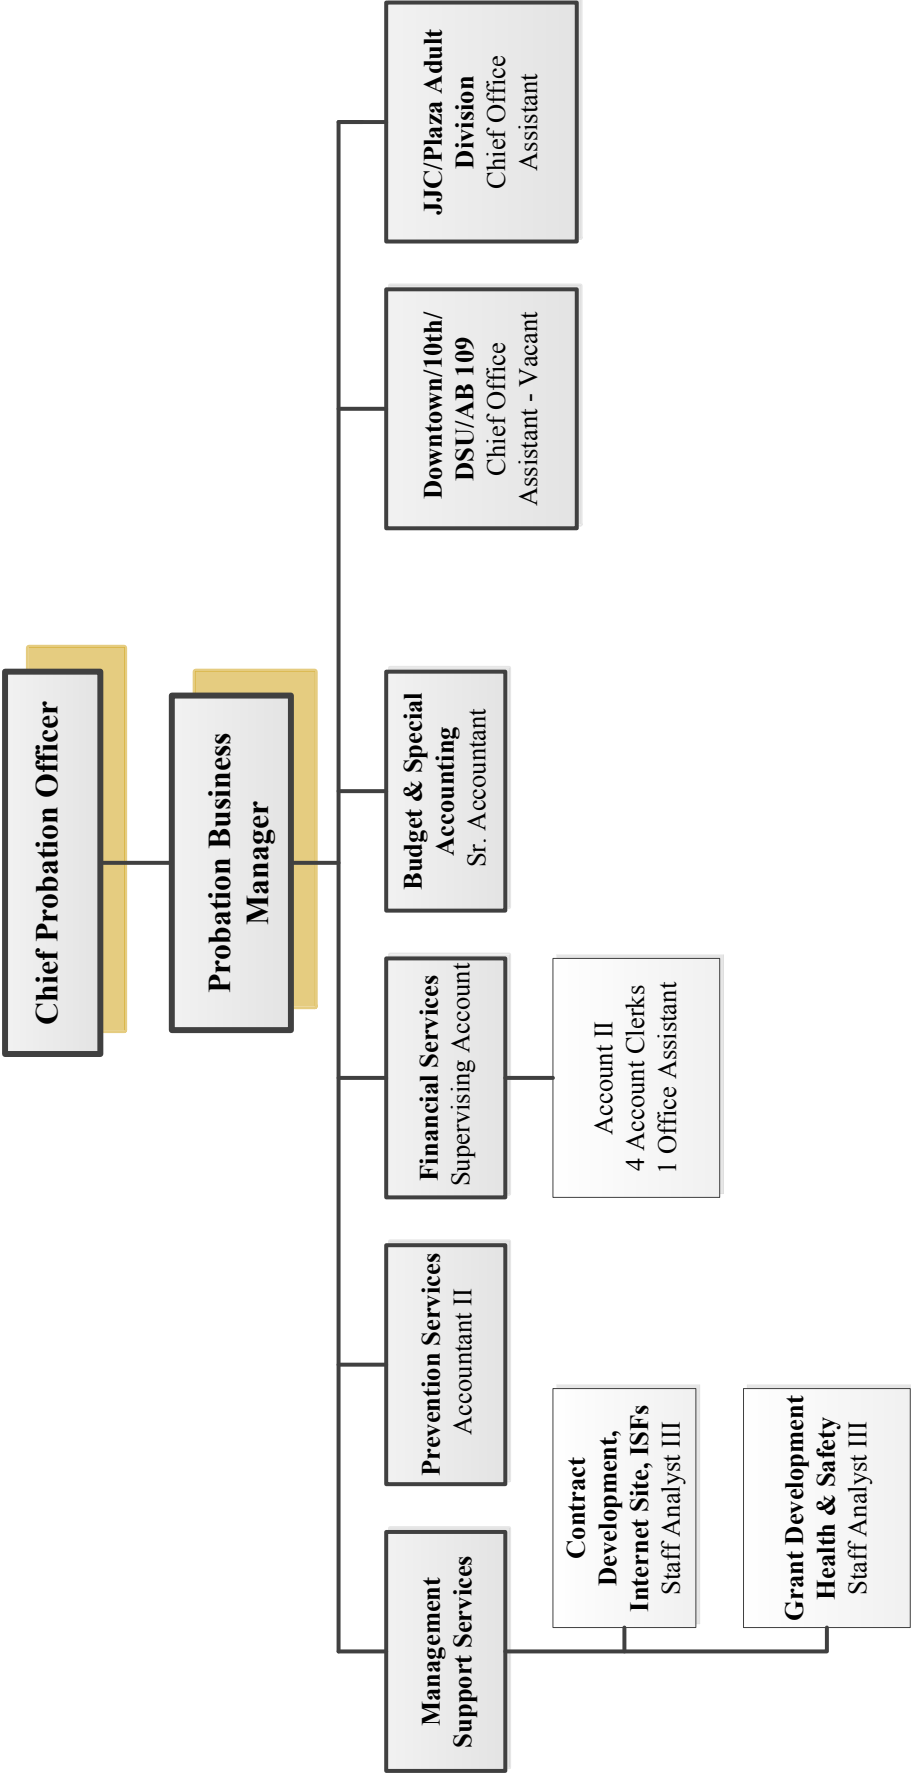 Chief Probation Officer
Probation Business
Manager
Management
Support Services
Prevention Services
Accountant II
Financial Services
Supervising Account
Budget & Special
Accounting
Sr. Accountant
Downtown/10th/
DSU/AB 109
Chief Office
Assistant - Vacant
JJC/Plaza Adult
Division
Chief Office
Assistant
Contract
Development,
Internet Site, ISFs
Staff Analyst III
Account II
4 Account Clerks
1 Office Assistant
Grant Development
Health & Safety
Staff Analyst III